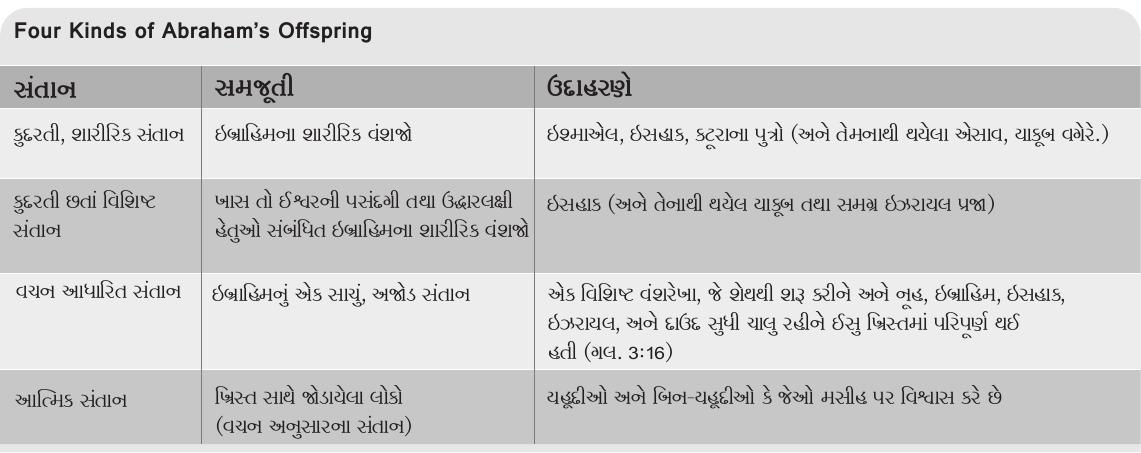 Four Kinds of Abraham's Offspring
સંતાન
સમજૂતી
ઉદાહરણે
કુદરતી, શારીરિક સંતાન
ઇબ્રાહિમના શારીરિક વંશજો
ઇશ્માએલ, ઇસહાક, કટૂરાના પુત્રો (અને તેમનાથી થયેલા એસાવ, યાકૂબ વગેરે.)
કુદરતી છતાં વિશિષ્ટ
સંતાન
ખાસ તો ઈશ્વરની પસંદગી તથા ઉદ્ધારલક્ષી
હેતુઓ સંબંધિત ઇબ્રાહિમના શારીરિક વંશજો
ઇસહાક (અને તેનાથી થયેલ યાકૂબ તથા સમગ્ર ઇઝરાયલ પ્રજા)
વચન આધારિત સંતાન
ઇબ્રાહિમનું એક સાચું, અજોડ સંતાન
એક વિશિષ્ટ વંશરેખા, જે શેથથી શરૂ કરીને અને નૂહ, ઇબ્રાહિમ, ઇસહાક,
ઇઝરાયલ, અને દાઉદ સુધી ચાલુ રહીને ઈસુ ખ્રિસ્તમાં પરિપૂર્ણ થઈ
હતી (ગલ. 3:16)
આત્મિક સંતાન
ખ્રિસ્ત સાથે જોડાયેલા લોકો
(વચન અનુસારના સંતાન)
યહૂદીઓ અને બિન-યહૂદીઓ કે જેઓ મસીહ પર વિશ્વાસ કરે છે